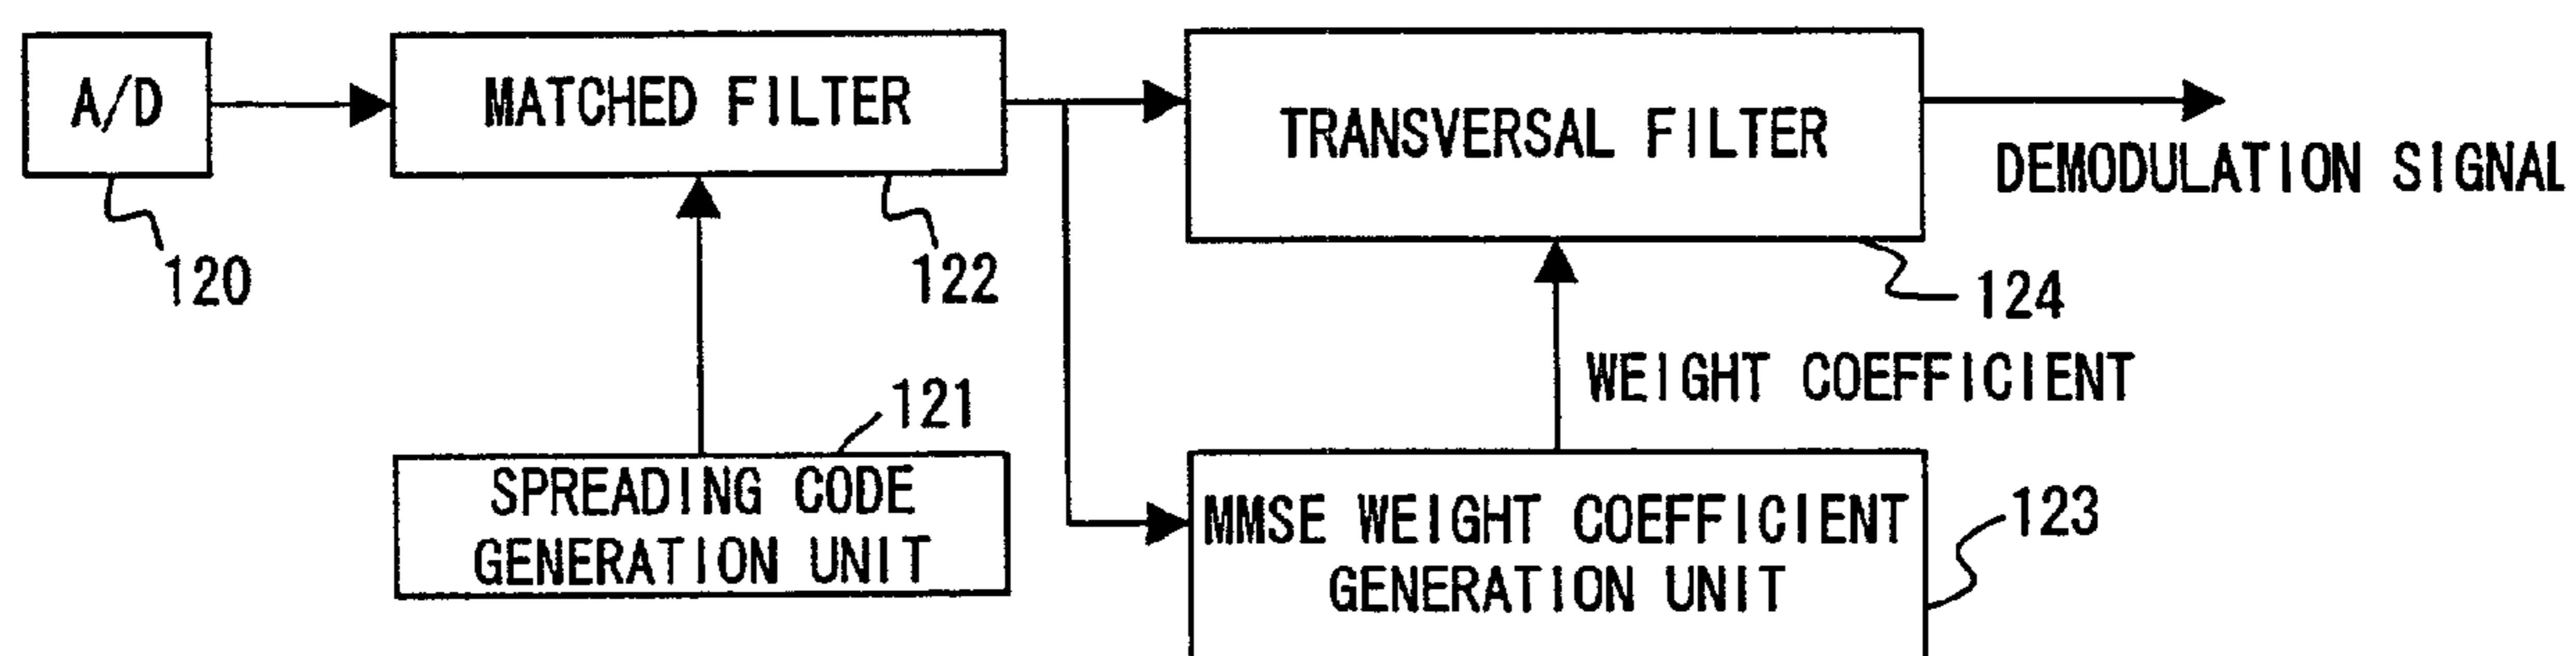 A/D
MATCHED FILTER
TRANSVERSAL FILTER
DEMODULATION SIGNAL
120
122
124
WEIGHT COEFFICIENT
121
SPREADING CODE
GENERATION UNIT
MMSE WEIGHT COEFFICIENT
GENERATION UNIT
123